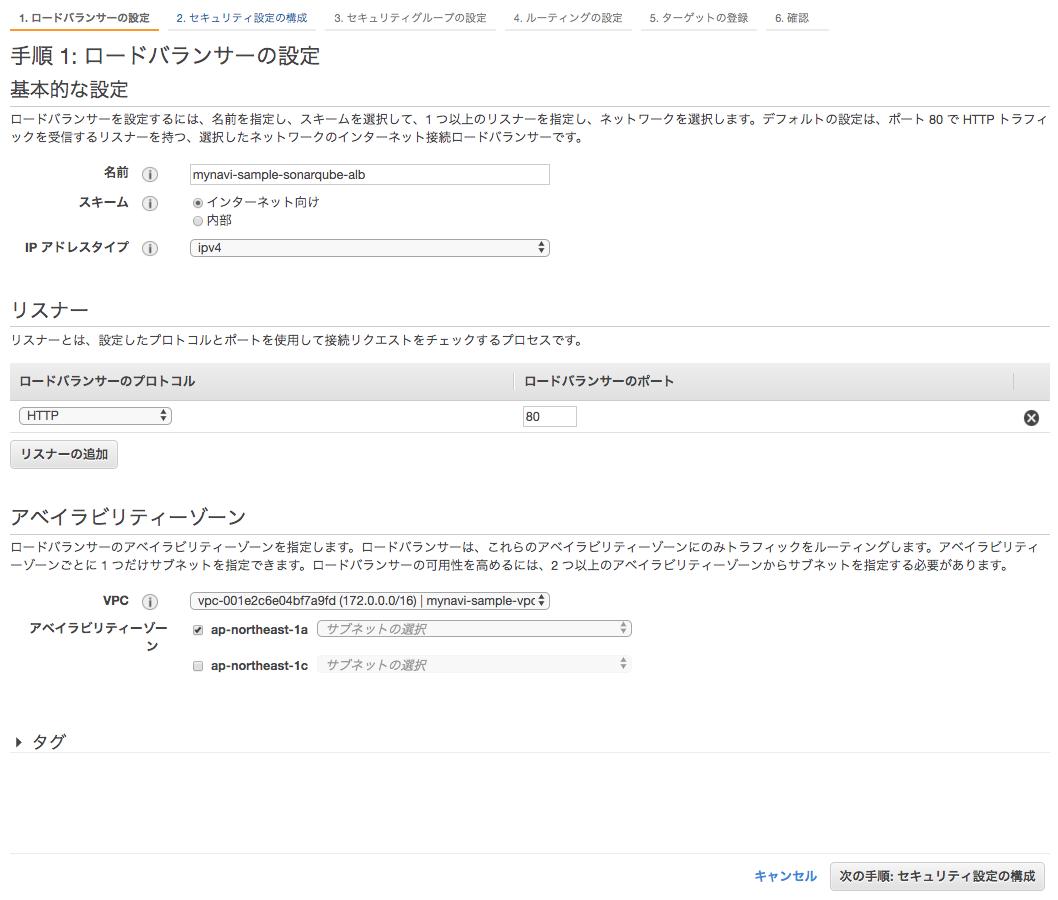 1. ロードバランサーの設定 2. セキュリティ設定の構成 3. セキュリティグループの設定 4. ルーティングの設定 5. ターゲットの登録 6. 確認
手順 1: ロードバランサーの設定
基本的な設定
ロードバランサーを設定するには、名前を指定し、スキームを選択して、1 つ以上のリスナーを指定し、ネットワークを選択します。デフォルトの設定は、ポート 80 で HTTP トラフィ
ックを受信するリスナーを持つ、選択したネットワークのインターネット接続ロードバランサーです。
名前 mynavi-sample-sonarqube-alb
スキーム インターネット向け
内部
IP アドレスタイプ ipv4
リスナー
リスナーとは、設定したプロトコルとポートを使用して接続リクエストをチェックするプロセスです。
ロードバランサーのプロトコル ロードバランサーのポート
HTTP 80
リスナーの追加
アベイラビリティーゾーン
ロードバランサーのアベイラビリティーゾーンを指定します。ロードバランサーは、これらのアベイラビリティーゾーンにのみトラフィックをルーティングします。アベイラビリティ
ーゾーンごとに 1 つだけサブネットを指定できます。ロードバランサーの可用性を高めるには、2 つ以上のアベイラビリティーゾーンからサブネットを指定する必要があります。
VPC vpc-001e2c6e04bf7a9fd (172.0.0.0/16) | mynavi-sample-vpc
アベイラビリティーゾー ap-northeast-1a サブネットの選択
ン
ap-northeast-1c サブネットの選択
タグ
キャンセル 次の手順: セキュリティ設定の構成